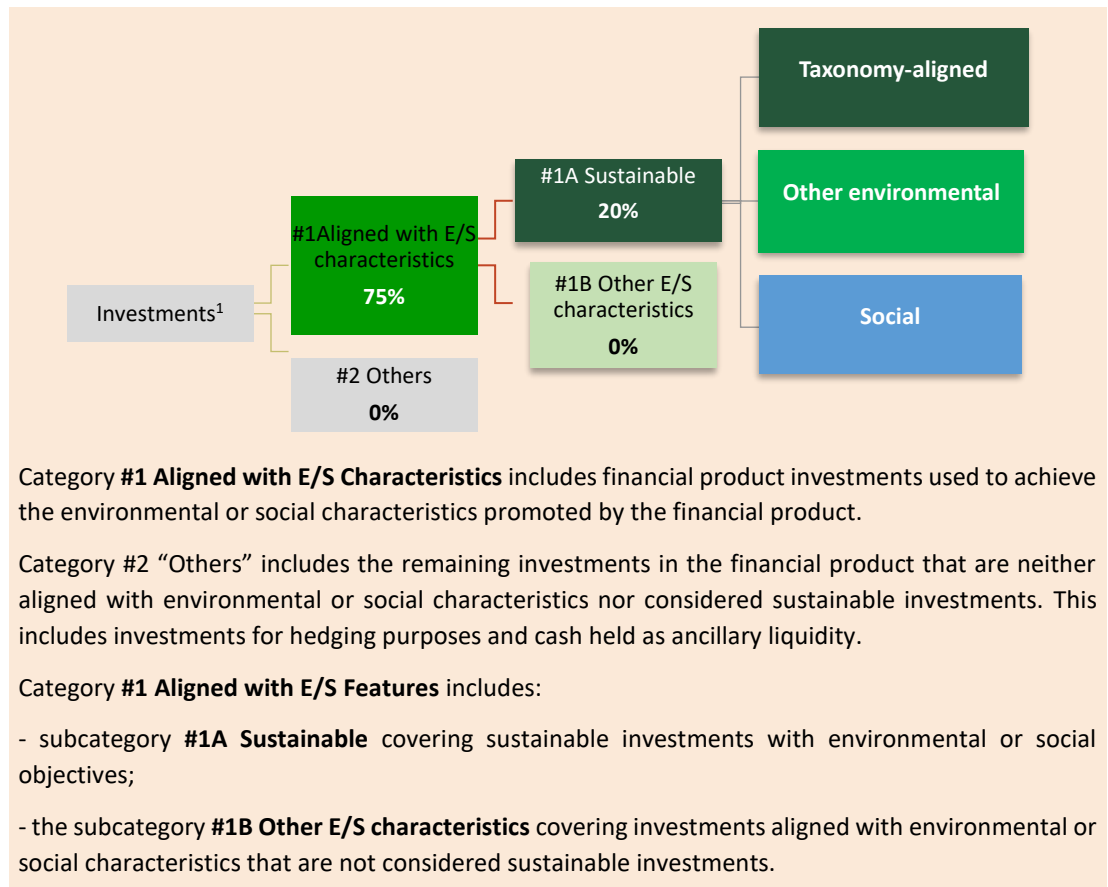 Taxonomy-aligned
#1A Sustainable
20%
Other environmental
#1Aligned with E/S
characteristics
75%
#1B Other E/S
characteristics
0%
Investments1
Social
#2 Others
0%
Category #1 Aligned with E/S Characteristics includes financial product investments used to achieve
the environmental or social characteristics promoted by the financial product.
Category #2 “Others” includes the remaining investments in the financial product that are neither
aligned with environmental or social characteristics nor considered sustainable investments. This
includes investments for hedging purposes and cash held as ancillary liquidity.
Category #1 Aligned with E/S Features includes:
- subcategory #1A Sustainable covering sustainable investments with environmental or social
objectives;
- the subcategory #1B Other E/S characteristics covering investments aligned with environmental or
social characteristics that are not considered sustainable investments.